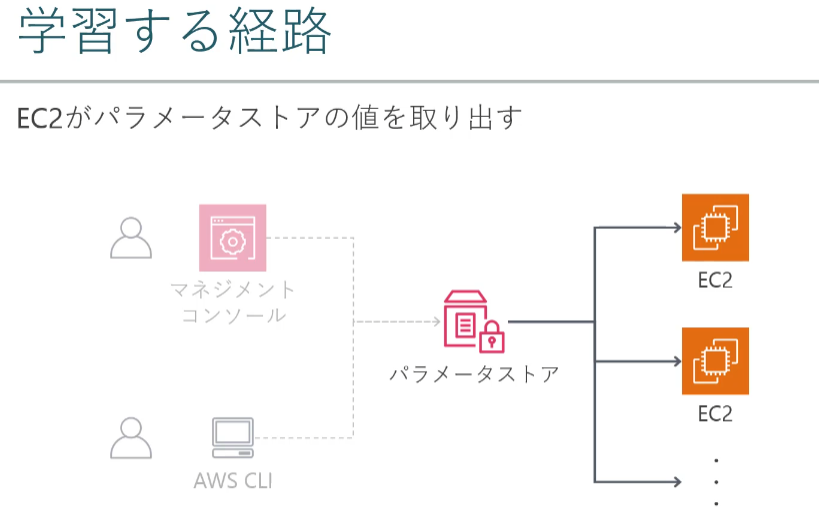 学習する経路
EC2がパラメータストアの値を取り出す
マネジメント
コンソール
AWS CLI
パラメータストア
EC2
EC2